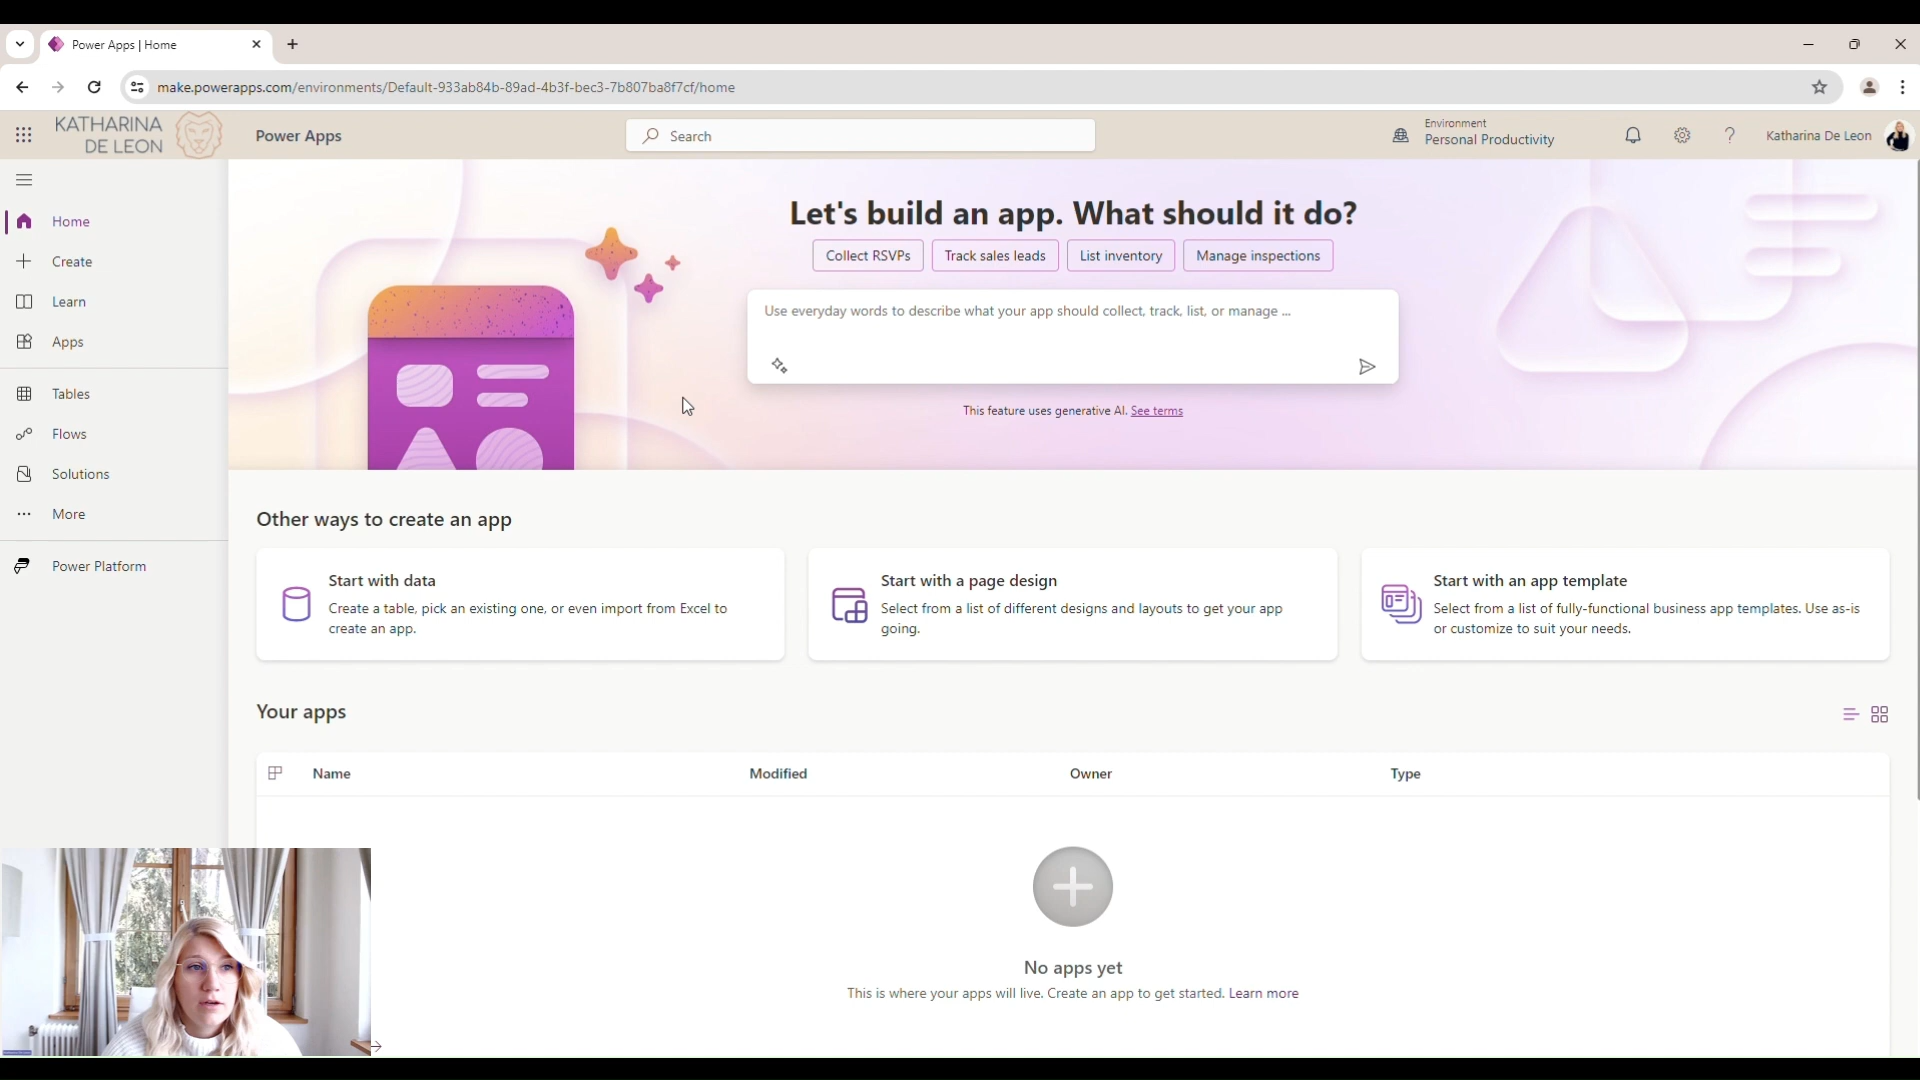 Power Apps | Home
make.powerapps.com/environments/Default-933ab84b-89ad-4b3f-bec3-7b807ba8f7cf/home
KATHARINA
DE LEON
Power Apps
Search
Environment
Personal Productivity
?
Katharina De Leon
Home
Create
Learn
Apps
Tables
Flows
Solutions
More
Power Platform
Let's build an app. What should it do?
Collect RSVPs
Track sales leads
List inventory
Manage inspections
Use everyday words to describe what your app should collect, track, list, or manage ...
This feature uses generative AI. See terms
Other ways to create an app
Start with data
Create a table, pick an existing one, or even import from Excel to
create an app.
Start with a page design
Select from a list of different designs and layouts to get your app
going.
Start with an app template
Select from a list of fully-functional business app templates. Use as-is
or customize to suit your needs.
Your apps
Name
Modified
Owner
Type
No apps yet
This is where your apps will live. Create an app to get started. Learn more